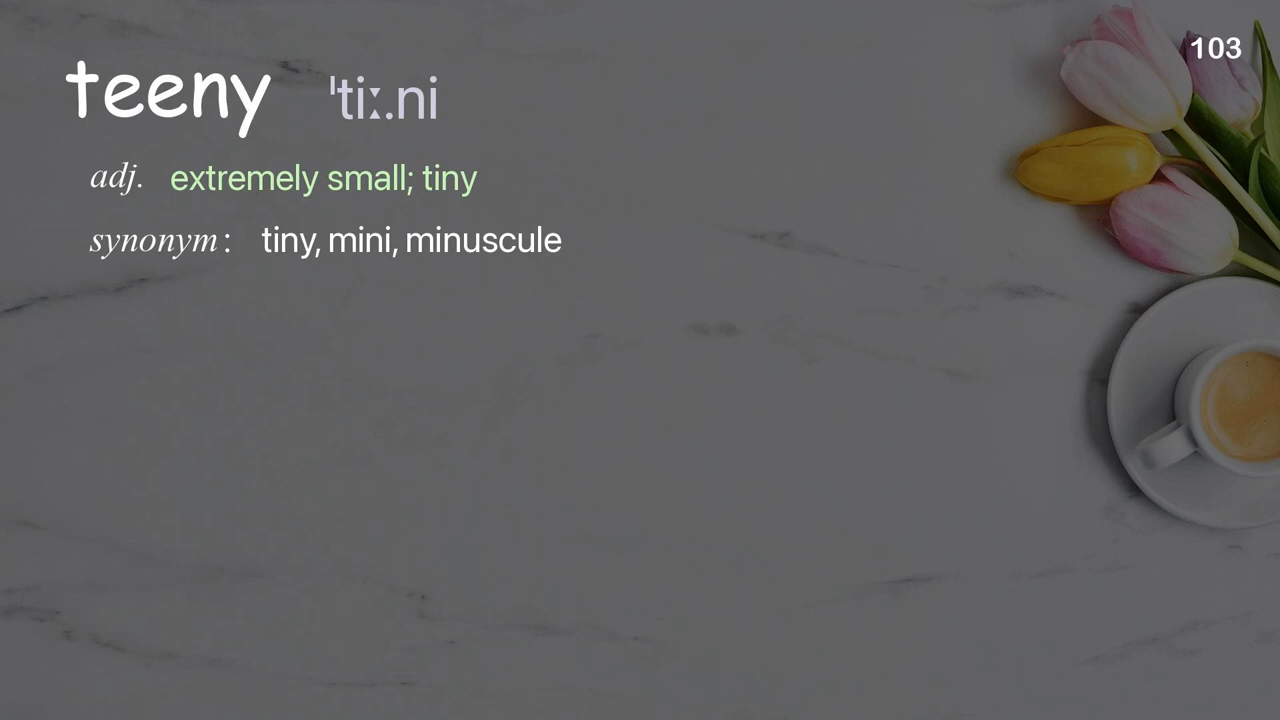 103
teeny ˈtiː.ni
adj. extremely small; tiny
synonym: tiny, mini, minuscule